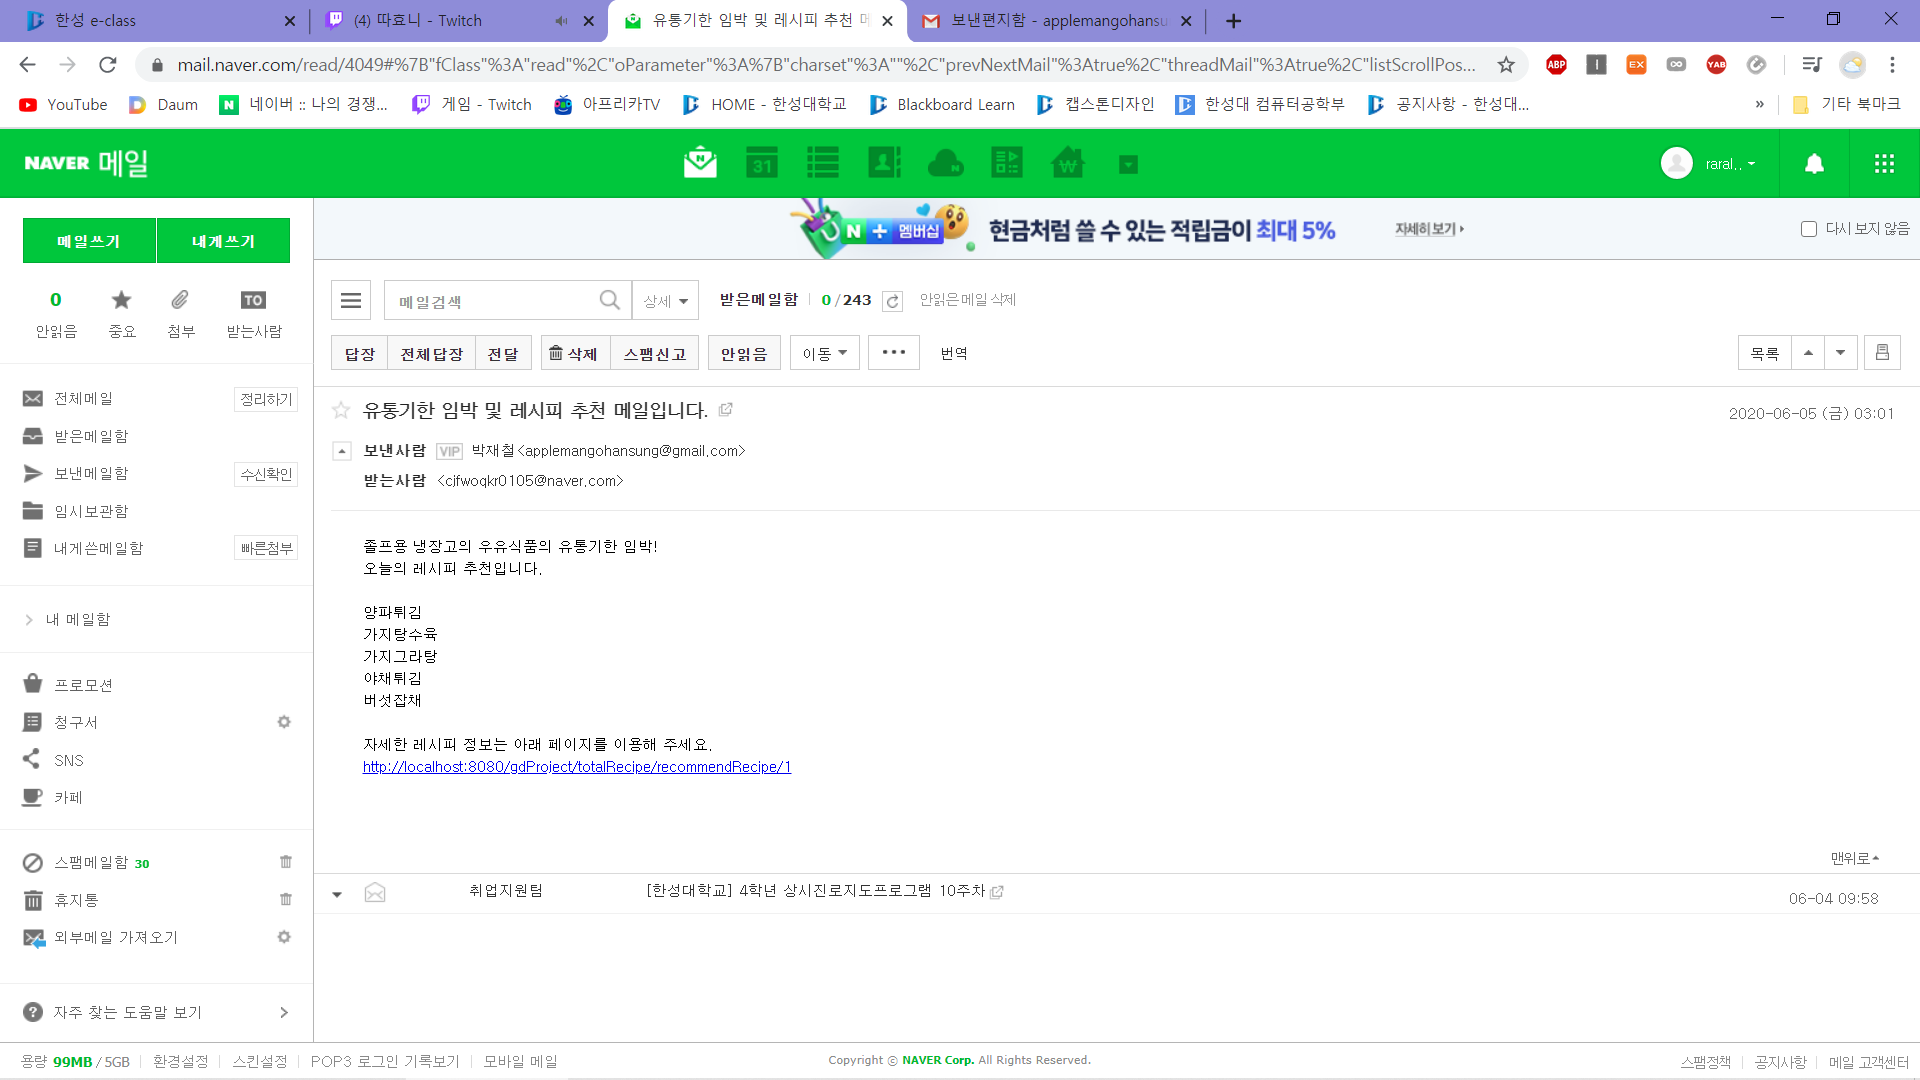 한성 e-class
(4) 따효니 - Twitch
유통기한 임박 및 레시피 추천 메
보낸편지함 - applemangohansu
mail.naver.com/read/4049#%7B"fClass"%3A"read"%2C"oParameter"%3A%7B"charset"%3A""%2C"prevNextMail"%3Atrue%2C"threadMail"%3Atrue%2C"listScrollPos...
YouTube
Daum
네이버 :: 나의 경쟁...
게임 - Twitch
아프리카TV
HOME - 한성대학교
Blackboard Learn
캡스톤디자인
한성대 컴퓨터공학부
공지사항 - 한성대...
»
기타 북마크
NAVER 메일
raral..
메일쓰기
내게쓰기
N + 멤버십
현금처럼 쓸 수 있는 적립금이 최대 5%
자세히 보기
다시 보지 않음
0
TO
안읽음
중요
첨부
받는사람
메일검색
상세
받은메일함
0 / 243
안읽은 메일 삭제
답장
전체답장
전달
삭제
스팸신고
안읽음
이동
•••
번역
목록
전체메일
정리하기
받은메일함
보낸메일함
수신확인
임시보관함
내게쓴메일함
빠른첨부
내 메일함
프로모션
청구서
SNS
카페
스팸메일함 30
휴지통
외부메일 가져오기
자주 찾는 도움말 보기
유통기한 임박 및 레시피 추천 메일입니다.
2020-06-05 (금) 03:01
보낸사람 VIP 박재철<applemangohansung@gmail.com>
받는사람 <cjfwoqkr0105@naver.com>
졸프용 냉장고의 우유식품의 유통기한 임박!
오늘의 레시피 추천입니다.
양파튀김
가지탕수육
가지그라탕
야채튀김
버섯잡채
자세한 레시피 정보는 아래 페이지를 이용해 주세요.
http://localhost:8080/gdProject/totalRecipe/recommendRecipe/1
맨위로
취업지원팀
[한성대학교] 4학년 상시진로지도프로그램 10주차
06-04 09:58
용량 99MB / 5GB
환경설정
스킨설정
POP3 로그인 기록보기
모바일 메일
Copyright © NAVER Corp. All Rights Reserved.
스팸정책
공지사항
메일 고객센터